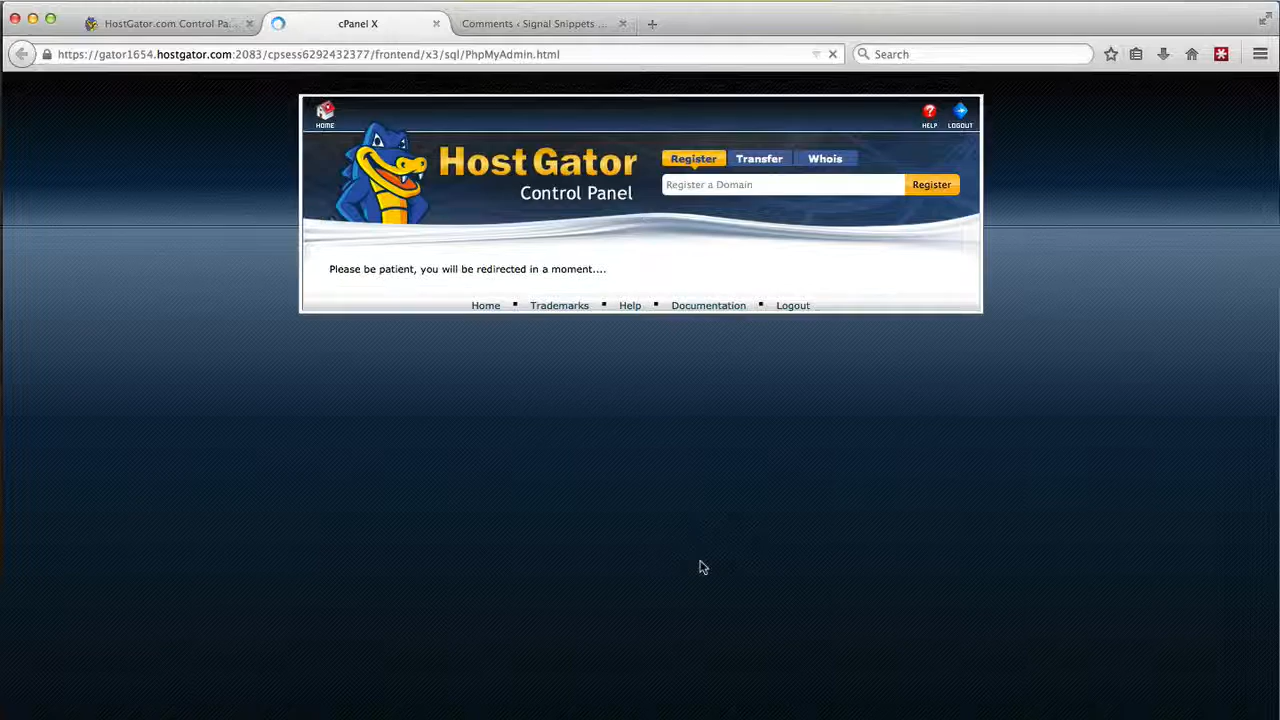 HostGator.com Control Pa...
cPanel X
Comments ‹ Signal Snippets ...
https://gator1654.hostgator.com:2083/cpsess6292432377/frontend/x3/sql/PhpMyAdmin.html
Search
HOME
HELP
LOGOUT
HostGator
Control Panel
Register
Transfer
Whois
Register a Domain
Register
Please be patient, you will be redirected in a moment....
Home ▪ Trademarks ▪ Help ▪ Documentation ▪ Logout